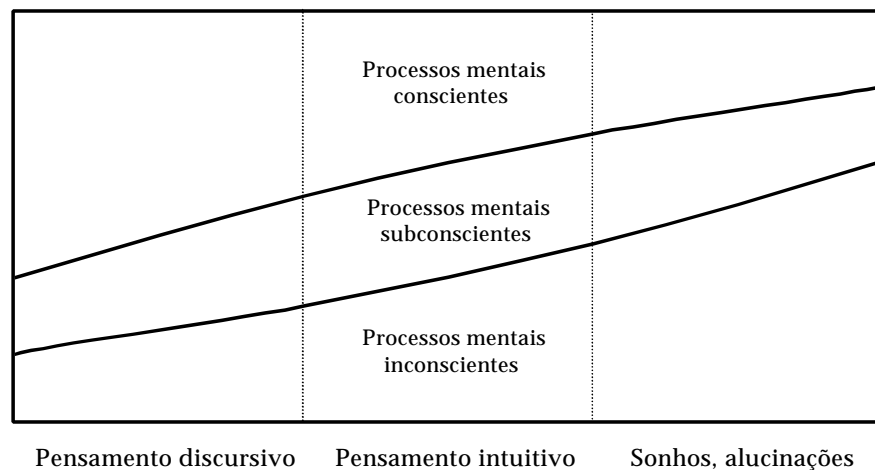 Processos mentais
conscientes
Processos mentais
subconscientes
Processos mentais
inconscientes
Pensamento discursivo Pensamento intuitivo Sonhos, alucinações